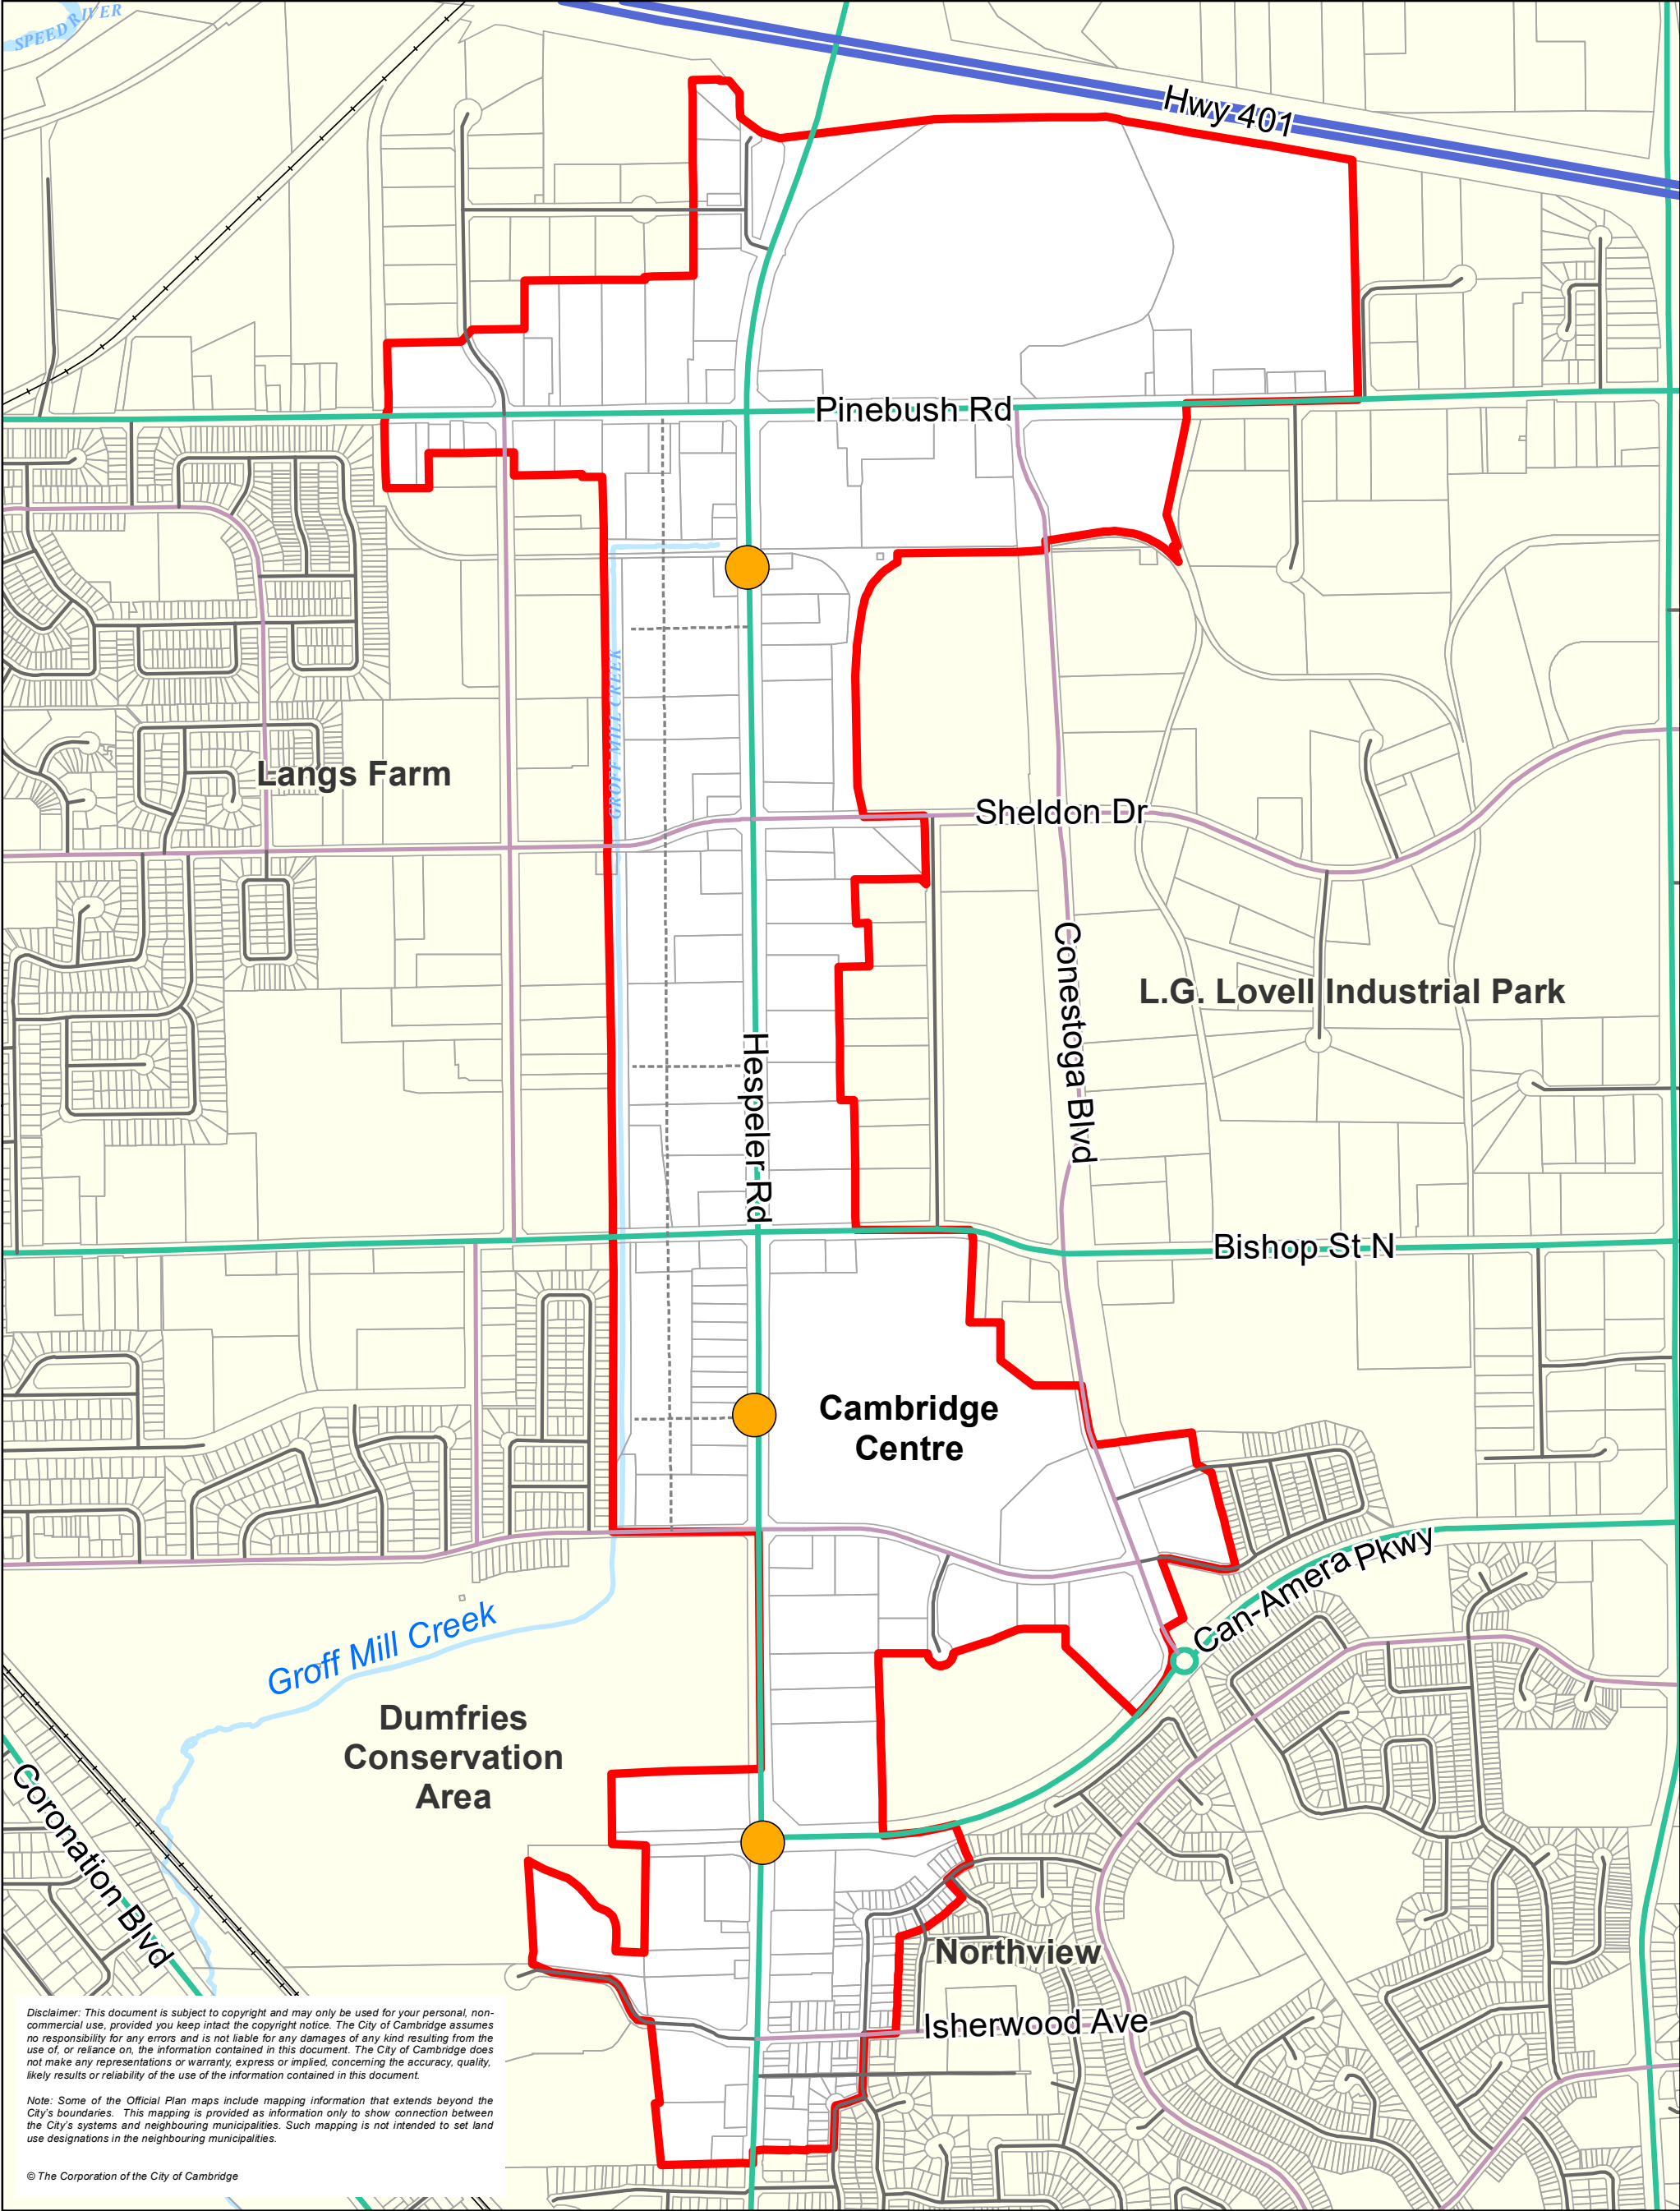 SPEED RIVER
Hwy 401
Pinebush Rd
GROFF MILL CREEK
Langs Farm
Sheldon Dr
Conestoga Blvd
L.G. Lovell Industrial Park
Hespeler Rd
Bishop St N
Cambridge
Centre
Can-Amera Pkwy
Groff Mill Creek
Dumfries
Conservation
Area
Coronation Blvd
Northview
Isherwood Ave
Disclaimer: This document is subject to copyright and may only be used for your personal, non-
commercial use, provided you keep intact the copyright notice. The City of Cambridge assumes
no responsibility for any errors and is not liable for any damages of any kind resulting from the
use of, or reliance on, the information contained in this document. The City of Cambridge does
not make any representations or warranty, express or implied, concerning the accuracy, quality,
likely results or reliability of the use of the information contained in this document.
Note: Some of the Official Plan maps include mapping information that extends beyond the
City's boundaries. This mapping is provided as information only to show connection between
the City's systems and neighbouring municipalities. Such mapping is not intended to set land
use designations in the neighbouring municipalities.
© The Corporation of the City of Cambridge